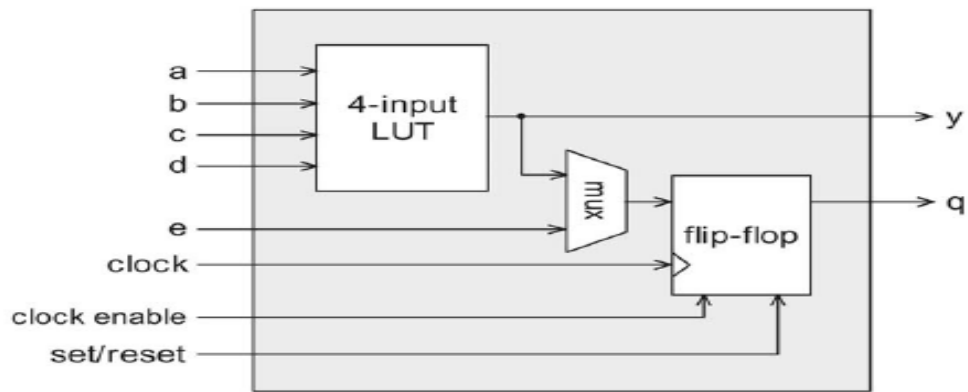 a
b
c
d
4-input
LUT
y
mux
e
flip-flop
q
clock
clock enable
set/reset